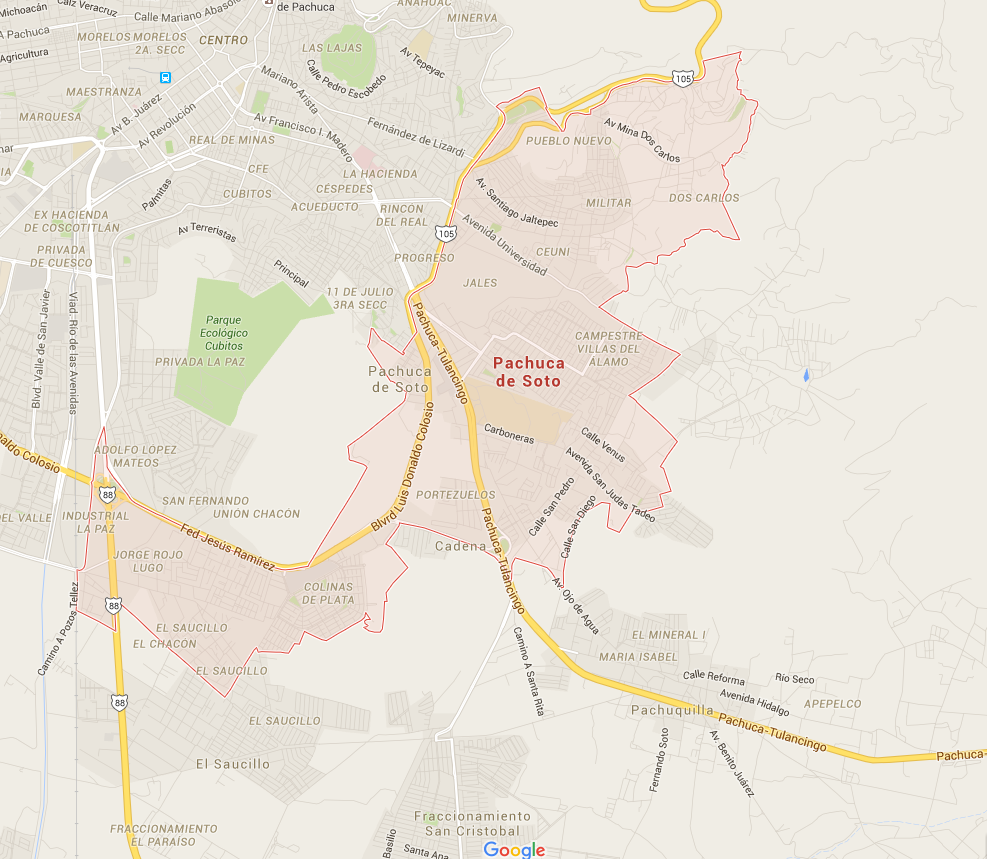 Michoacán
Calz Veracruz
Calle Mariano Abasolo
de Pachuca
ANAHUAC
MINERVA
A Pachuca
Agricultura
MORELOS MORELOS
2A. SECC
CENTRO
LAS LAJAS
Av Tepeyac
Calle Pedro Escobedo
105
MAESTRANZA
Mariano Arista
MARQUESA
Av B. Juárez
Av Revolución
Av Francisco I. Madero
Fernández de Lizardi
Av Mina Dos Carlos
PUEBLO NUEVO
REAL DE MINAS
LA HACIENDA
CFE
CÉSPEDES
CUBITOS
Palmitas
ACUEDUCTO
RINCON
DEL REAL
Av. Santiago Jaltepec
MILITAR
DOS CARLOS
EX HACIENDA
DE COSCOTITLÁN
Av Terreristas
105
Avenida Universidad
PRIVADA
DE CUESCO
PROGRESO
CEUNI
Principal
JALES
11 DE JULIO
3RA SECC
Blvd. Valle de San Javier
Viad. Río de las Avenidas
Parque
Ecológico
Cubitos
Pachuca-Tulancingo
CAMPESTRE
VILLAS DEL
ALAMO
PRIVADA LA PAZ
Pachuca
de Soto
Pachuca
de Soto
Carboneras
Calle Venus
Blvrd Luis Donaldo Colosio
naldo Colosio
ADOLFO LOPEZ
MATEOS
Avenida San Judas Tadeo
88
SAN FERNANDO
UNIÓN CHACÓN
PORTEZUELOS
Calle San Pedro
Calle San Diego
DEL VALLE
INDUSTRIAL
LA PAZ
Fed Jesús Ramírez
Pachuca-Tulancingo
Cadena
JORGE ROJO
LUGO
COLINAS
DE PLATA
Av. Ojo de Agua
88
Camino A Pozos Tellez
EL SAUCILLO
EL CHACÓN
EL MINERAL I
MARIA ISABEL
Camino A Santa Rita
EL SAUCILLO
Calle Reforma
Río Seco
88
Avenida Hidalgo
APEPELCO
EL SAUCILLO
Pachuquilla
Pachuca-Tulancingo
El Saucillo
Fernando Soto
Av. Benito Juárez
Pachuca-
FRACCIONAMIENTO
EL PARAÍSO
Fraccionamiento
San Cristobal
Basilio
Santa Ana
Google